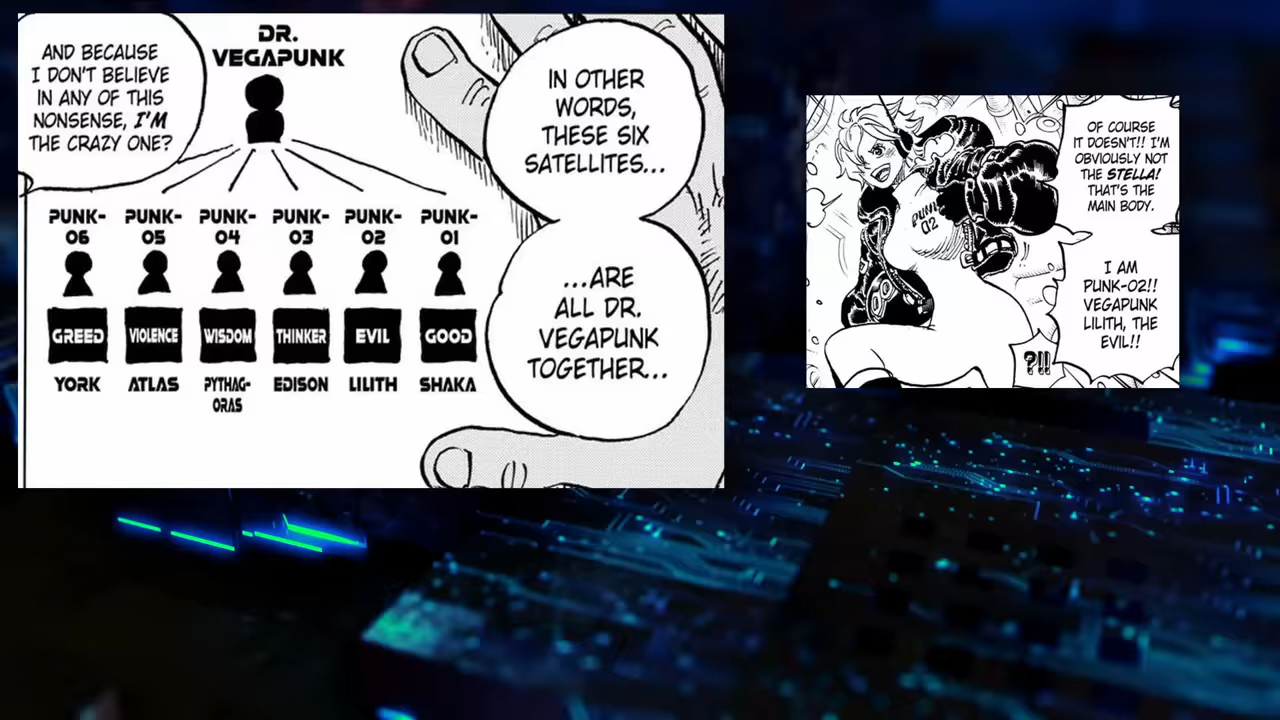 AND BECAUSE
I DON'T BELIEVE
IN ANY OF THIS
NONSENSE, I'M
THE CRAZY ONE?
DR.
VEGAPUNK
IN OTHER
WORDS,
THESE SIX
SATELLITES...
PUNK-
06
PUNK-
05
PUNK-
04
PUNK-
03
PUNK-
02
PUNK-
01
GREED
VIOLENCE
WISDOM
THINKER
EVIL
GOOD
YORK
ATLAS
PYTHAG-
ORAS
EDISON
LILITH
SHAKA
...ARE
ALL DR.
VEGAPUNK
TOGETHER...
OF COURSE
IT DOESN'T!! I'M
OBVIOUSLY NOT
THE STELLA!
THAT'S THE
MAIN BODY.
PUNK
02
I AM
PUNK-02!!
VEGAPUNK
LILITH, THE
EVIL!!
?!!